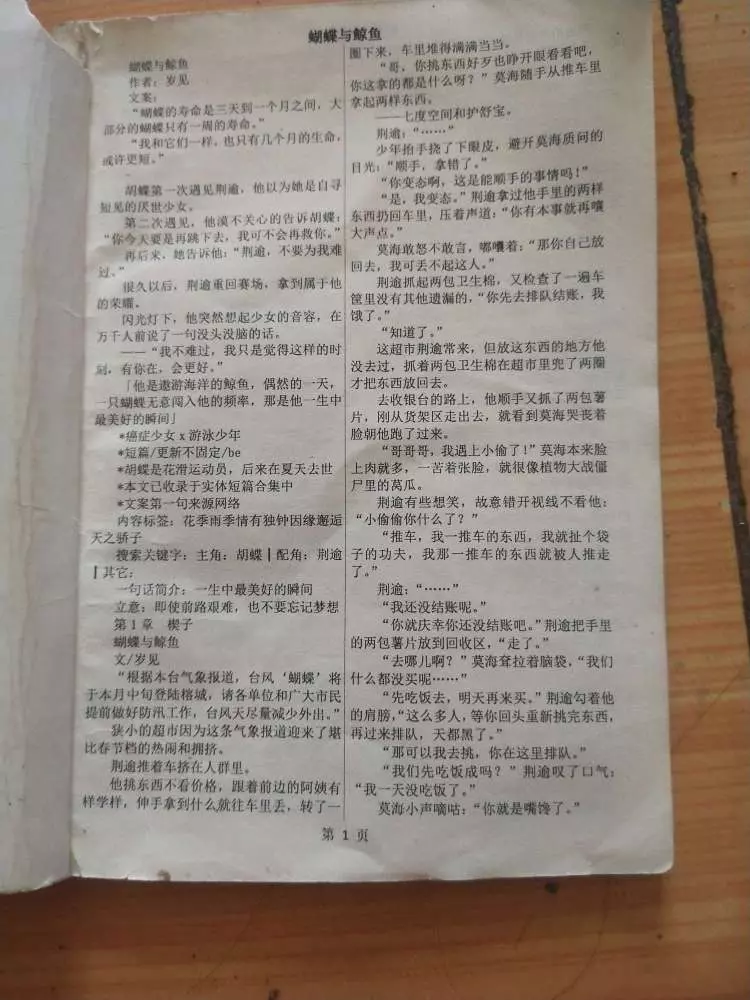 蝴蝶与鲸鱼
蝴蝶与鲸鱼
作者：岁见
文案：
“蝴蝶的寿命是三天到一个月之间，大
部分的蝴蝶只有一周的寿命。”
“我和它们一样，也只有几个月的生命，
或许更短。”
胡蝶第一次遇见荆逾，他以为她是自寻
短见的厌世少女。
第二次遇见，他漠不关心的告诉胡蝶：
“你今天要是再跳下去，我可不会再救你。”
再后来，她告诉他：“荆逾，不要为我难
过。”
很久以后，荆逾重回赛场，拿到属于他
的荣耀。
闪光灯下，他突然想起少女的音容，在
万千人前说了一句没头没脑的话。
——“我不难过，我只是觉得这样的时
刻，有你在，会更好。”
「他是遨游海洋的鲸鱼，偶然的一天，
一只蝴蝶无意闯入他的频率，那是他一生中
最美好的瞬间」
*癌症少女 x 游泳少年
*短篇/更新不固定/be
*胡蝶是花滑运动员，后来在夏天去世
*本文已收录于实体短篇合集中
*文案第一句来源网络
内容标签：花季雨季情有独钟因缘邂逅
天之骄子
搜索关键字：主角：胡蝶┃配角：荆逾
┃其它：
一句话简介：一生中最美好的瞬间
立意：即使前路艰难，也不要忘记梦想
第 1 章 楔子
蝴蝶与鲸鱼
文/岁见
“根据本台气象报道，台风‘蝴蝶’将
于本月中旬登陆榕城，请各单位和广大市民
提前做好防汛工作，台风天尽量减少外出。”
狭小的超市因为这条气象报道迎来了堪
比春节档的热闹和拥挤。
荆逾推着车挤在人群里。
他挑东西不看价格，跟着前边的阿姨有
样学样，伸手拿到什么就往车里丢，转了一
圈下来，车里堆得满满当当。
“哥，你挑东西好歹也睁开眼看看吧，
你这拿的都是什么呀？”莫海随手从推车里
拿起两样东西。
——七度空间和护舒宝。
荆逾：“……”
少年抬手挠了下眼皮，避开莫海质问的
目光：“顺手，拿错了。”
“你变态啊，这是能顺手的事情吗！”
“是，我变态。”荆逾拿过他手里的两样
东西扔回车里，压着声道：“你有本事就再嚷
大声点。”
莫海敢怒不敢言，嘟囔着：“那你自己放
回去，我可丢不起这人。”
荆逾抓起两包卫生棉，又检查了一遍车
筐里没有其他遗漏的，“你先去排队结账，我
饿了。”
“知道了。”
这超市荆逾常来，但放这东西的地方他
没去过，抓着两包卫生棉在超市里兜了两圈
才把东西放回去。
去收银台的路上，他顺手又抓了两包薯
片，刚从货架区走出去，就看到莫海哭丧着
脸朝他跑了过来。
“哥哥哥，我遇上小偷了！”莫海本来脸
上肉就多，一苦着张脸，就很像植物大战僵
尸里的莴瓜。
荆逾有些想笑，故意错开视线不看他：
“小偷偷你什么了？”
“推车，我一推车的东西，我就扯个袋
子的功夫，我那一推车的东西就被人推走
了。”
荆逾：“……”
“我还没结账呢。”
“你就庆幸你还没结账吧。”荆逾把手里
的两包薯片放到回收区，“走了。”
“去哪儿啊？”莫海耷拉着脑袋，“我们
什么都没买呢……”
“先吃饭去，明天再来买。”荆逾勾着他
的肩膀，“这么多人，等你回头重新挑完东西，
再过来排队，天都黑了。”
“那可以我去挑，你在这里排队。”
“我们先吃饭成吗？”荆逾叹了口气：
“我一天没吃饭了。”
莫海小声嘀咕：“你就是嘴馋了。”
第 1 页